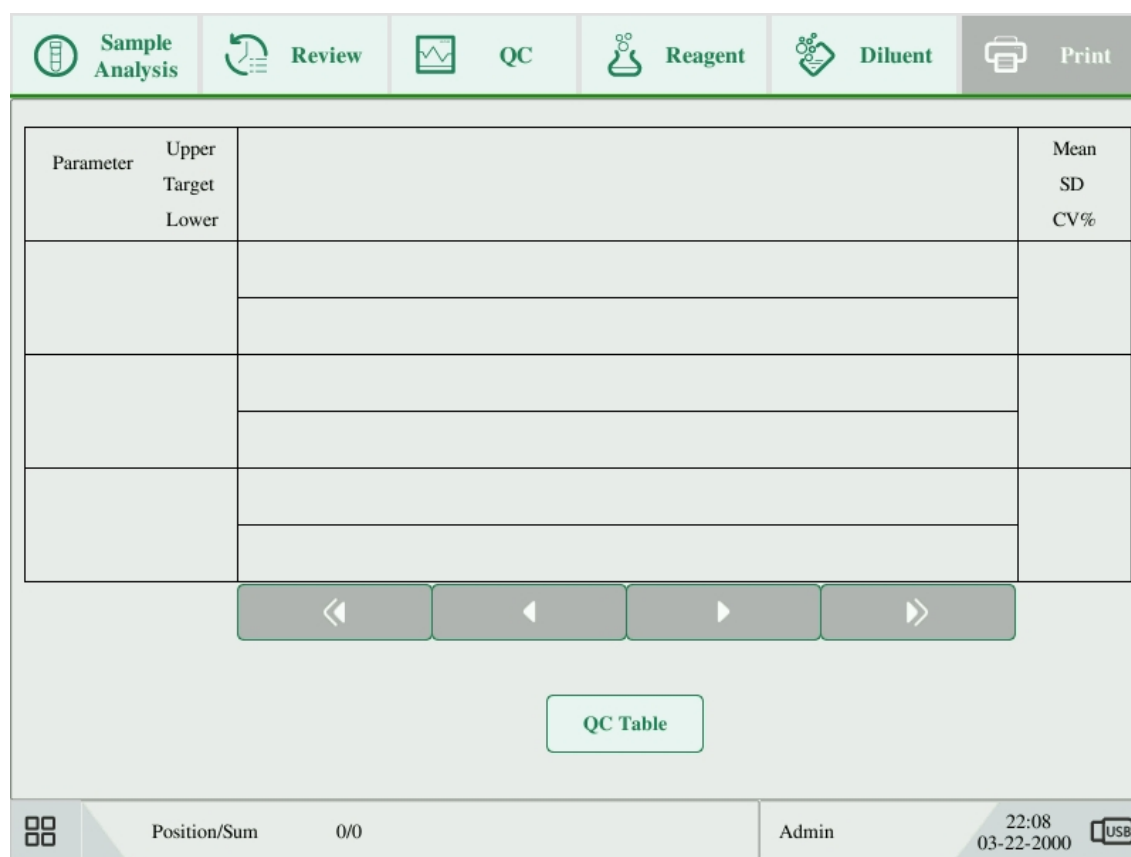 Sample
Analysis
Review
QC
Reagent
Diluent
Print
Parameter
Upper
Target
Lower
Mean
SD
CV%
QC Table
Position/Sum
0/0
Admin
22:08
03-22-2000
USB